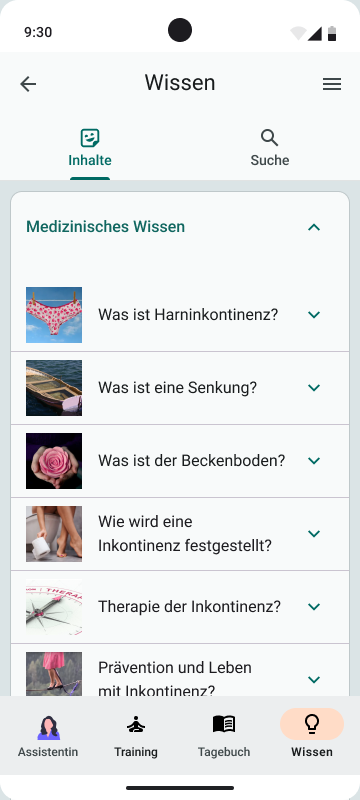 9:30
Wissen
Inhalte
Suche
Medizinisches Wissen
Was ist Harninkontinenz?
Was ist eine Senkung?
Was ist der Beckenboden?
Wie wird eine
Inkontinenz festgestellt?
THERA
Therapie der Inkontinenz?
Prävention und Leben
mit Inkontinenz?
Assistentin
Training
Tagebuch
Wissen